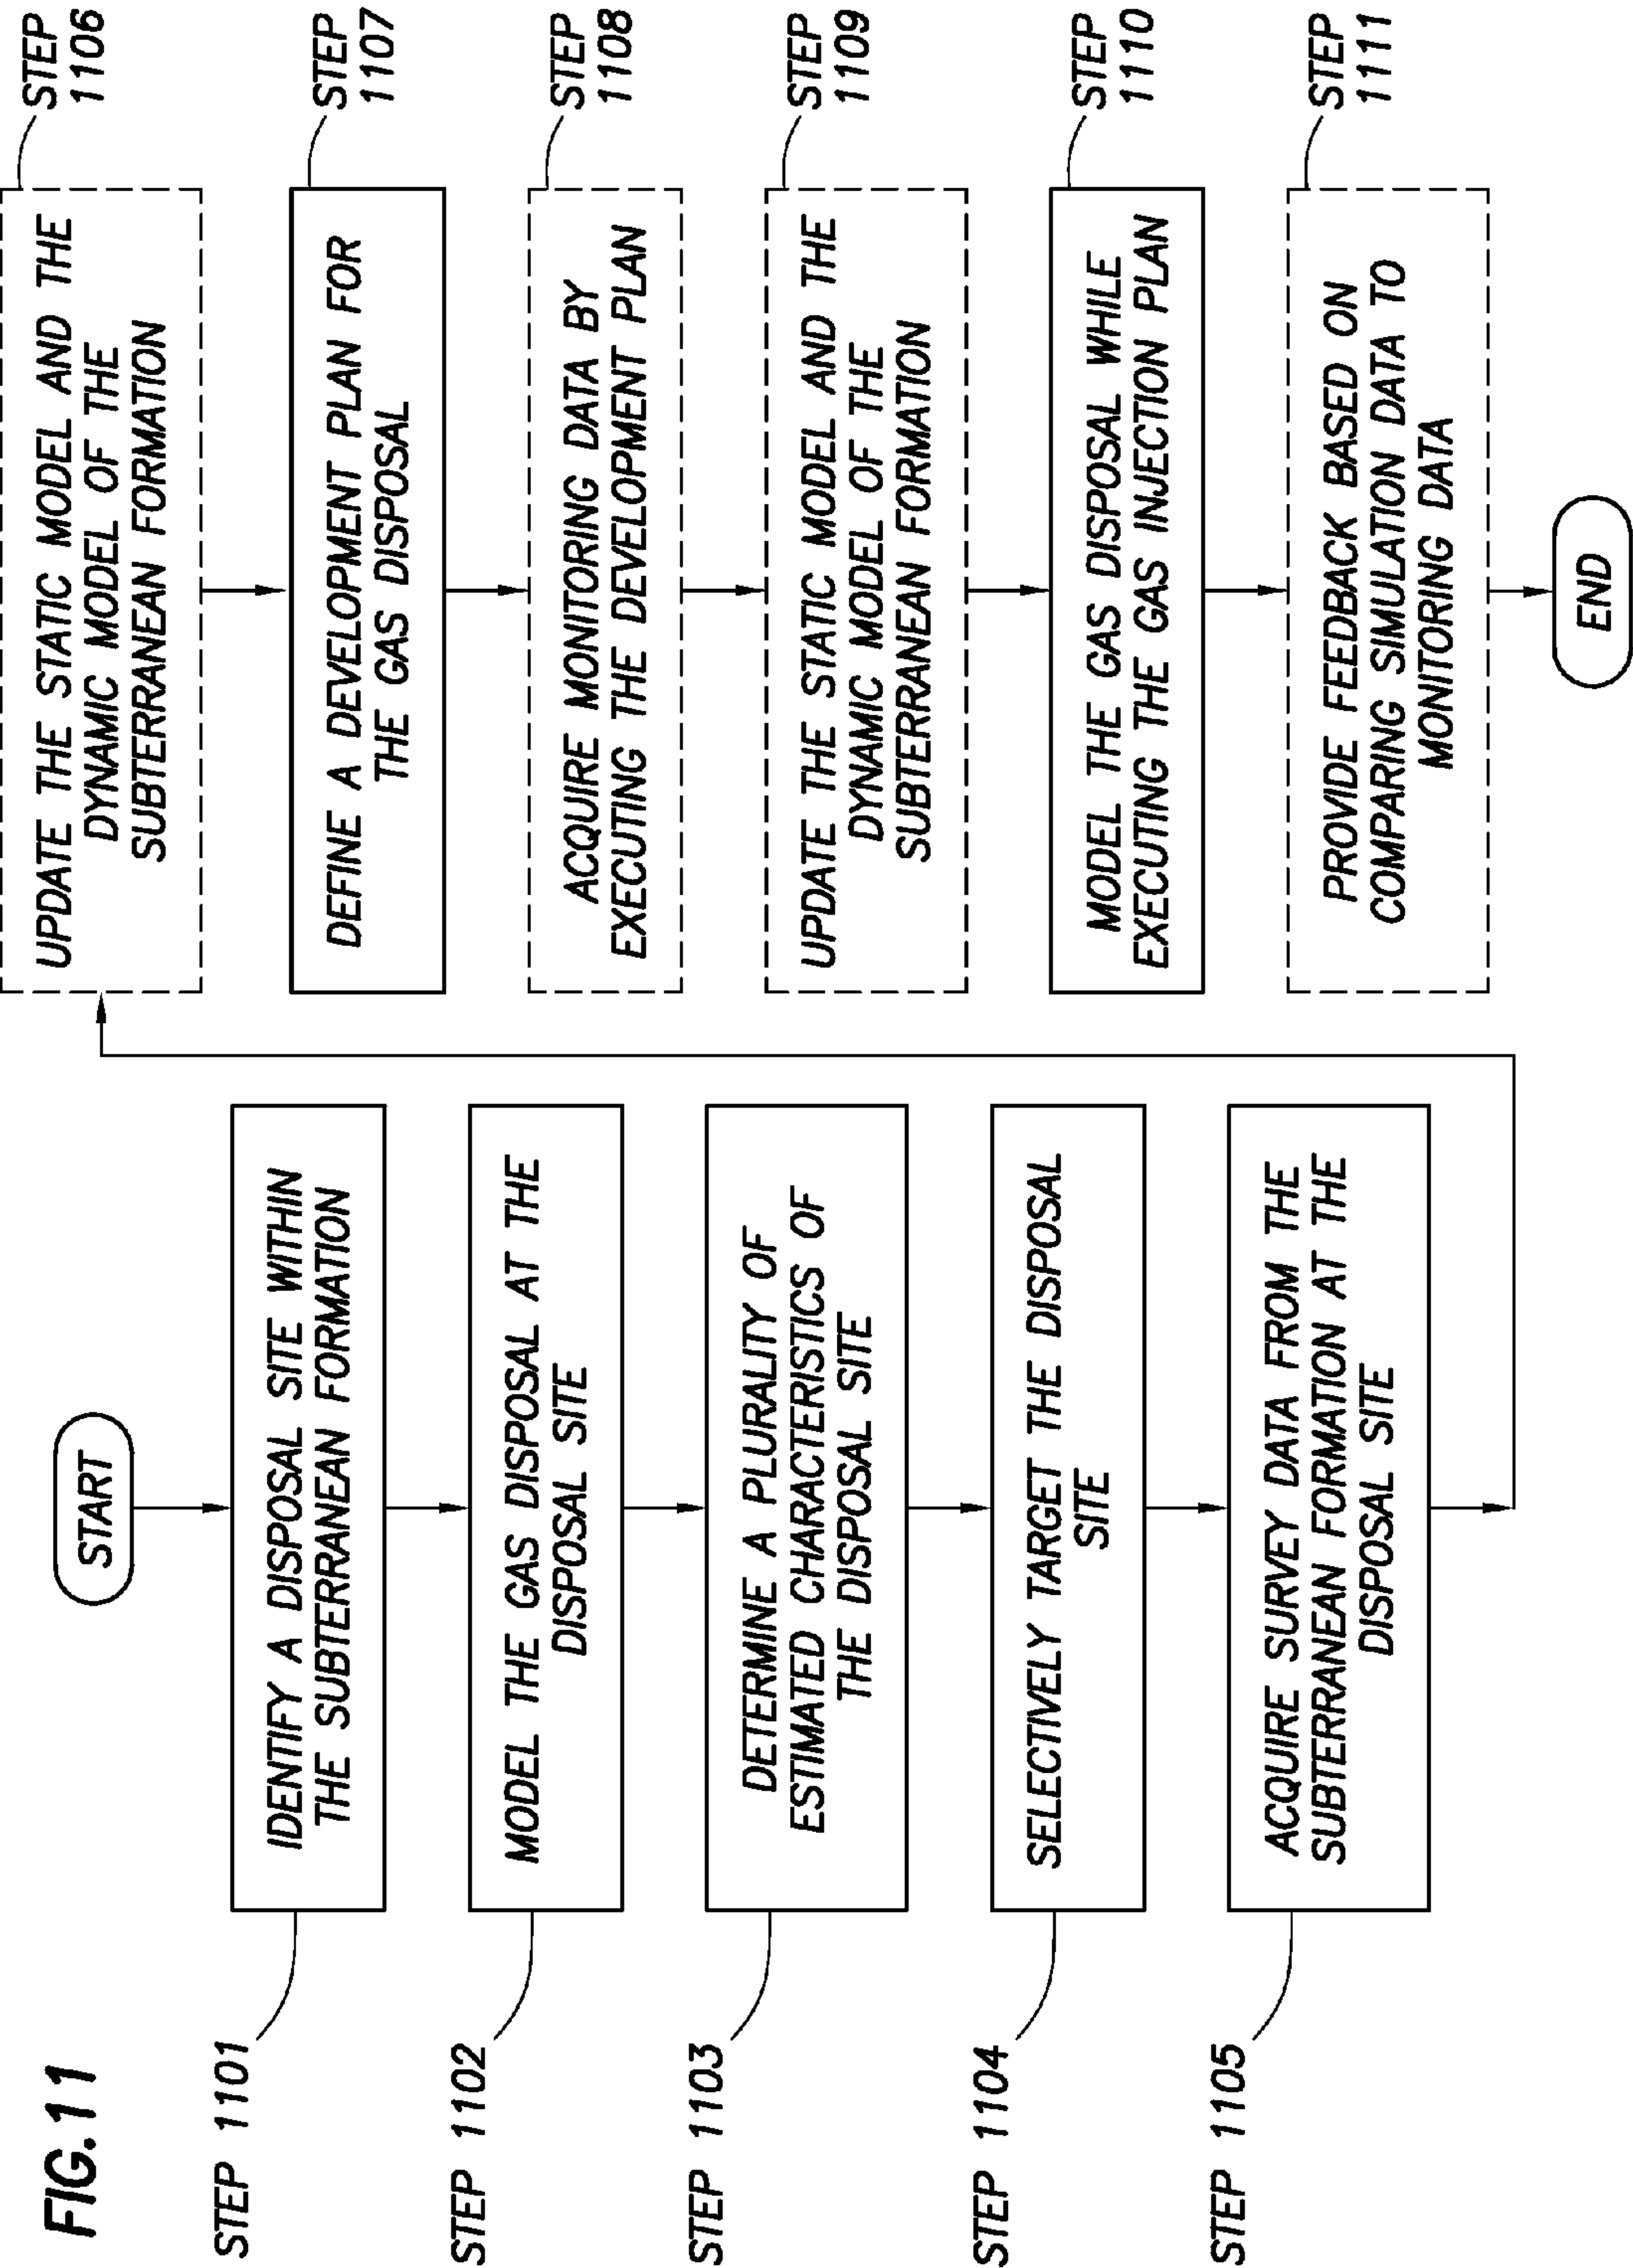 FIG.11
START
STEP 1101
IDENTIFY A DISPOSAL SITE WITHIN
THE SUBTERRANEAN FORMATION
STEP 1102
MODEL THE GAS DISPOSAL AT THE
DISPOSAL SITE
STEP 1103
DETERMINE A PLURALITY OF
ESTIMATED CHARACTERISTICS OF
THE DISPOSAL SITE
STEP 1104
SELECTIVELY TARGET THE DISPOSAL
SITE
STEP 1105
ACQUIRE SURVEY DATA FROM THE
SUBTERRANEAN FORMATION AT THE
DISPOSAL SITE
STEP
1106
UPDATE THE STATIC MODEL AND THE
DYNAMIC MODEL OF THE
SUBTERRANEAN FORMATION
STEP
1107
DEFINE A DEVELOPMENT PLAN FOR
THE GAS DISPOSAL
STEP
1108
ACQUIRE MONITORING DATA BY
EXECUTING THE DEVELOPMENT PLAN
STEP
1109
UPDATE THE STATIC MODEL AND THE
DYNAMIC MODEL OF THE
SUBTERRANEAN FORMATION
STEP
1110
MODEL THE GAS DISPOSAL WHILE
EXECUTING THE GAS INJECTION PLAN
STEP
1111
PROVIDE FEEDBACK BASED ON
COMPARING SIMULATION DATA TO
MONITORING DATA
END